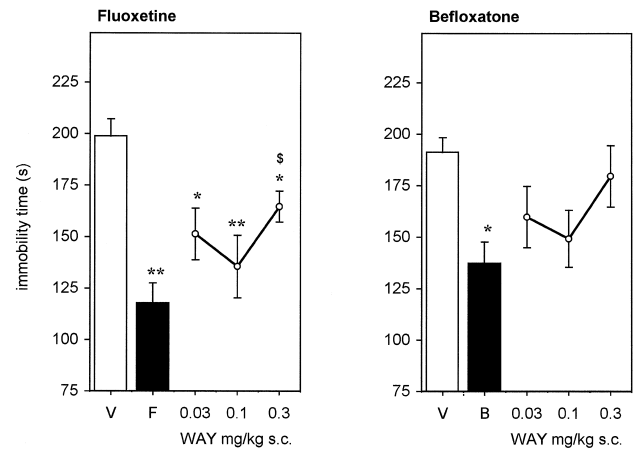 Fluoxetine
Befloxatone
immobility time (s)
225
200
175
150
125
100
75
**
*
**
$
*
V F 0.03 0.1 0.3
WAY mg/kg s.c.
225
200
175
150
125
100
75
*
V B 0.03 0.1 0.3
WAY mg/kg s.c.